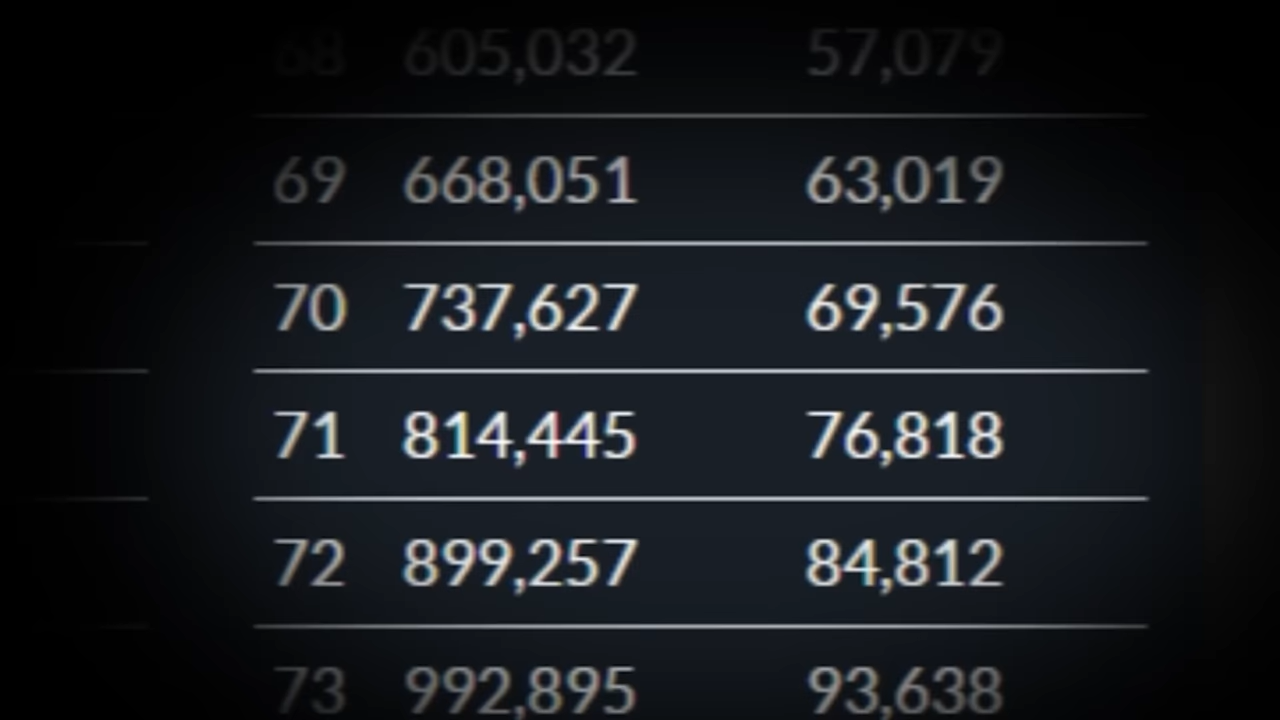 68 605,032 57,079
69 668,051 63,019
70 737,627 69,576
71 814,445 76,818
72 899,257 84,812
73 992,895 93,638